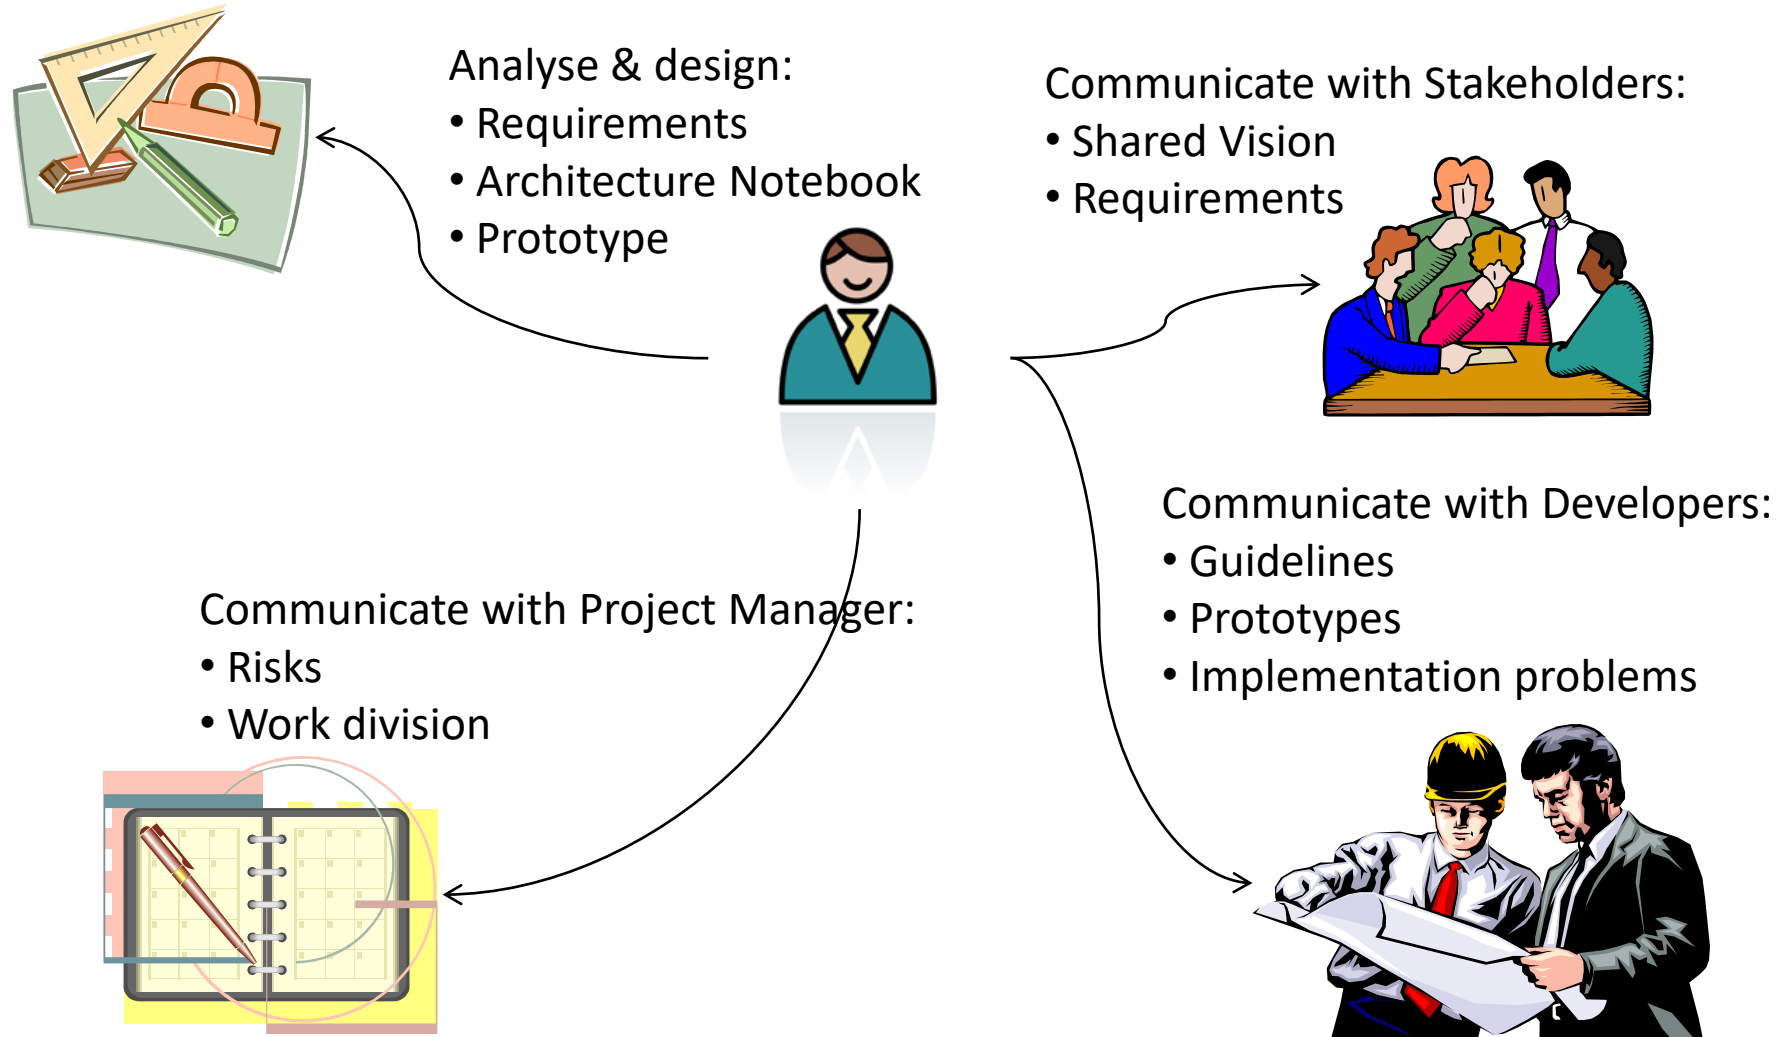 Analyse & design:
• Requirements
• Architecture Notebook
• Prototype
Communicate with Stakeholders:
• Shared Vision
• Requirements
Communicate with Project Manager:
• Risks
• Work division
Communicate with Developers:
• Guidelines
• Prototypes
• Implementation problems